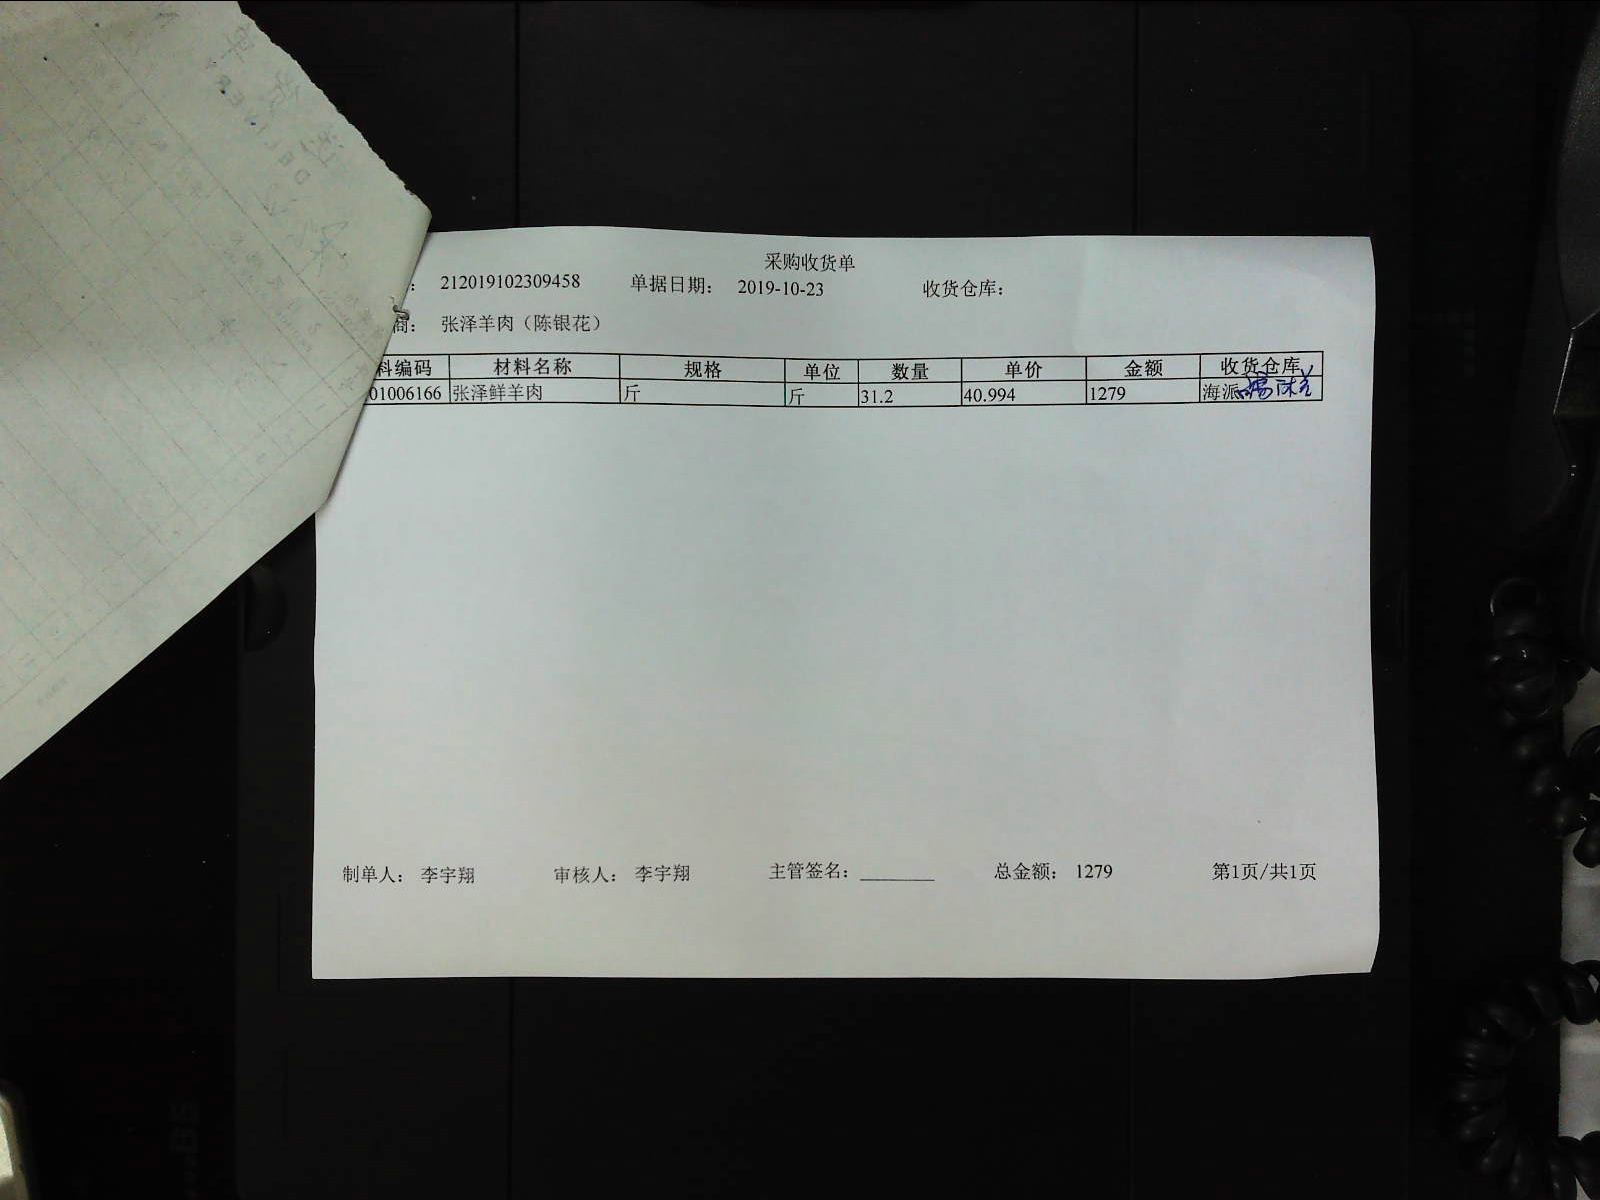 采购收货单
: 212019102309458 单据日期: 2019-10-23 收货仓库:
商: 张泽羊肉（陈银花）
料编码 材料名称 规格 单位 数量 单价 金额 收货仓库
01006166 张泽鲜羊肉 斤 斤 31.2 40.994 1279 海派
制单人: 李宇翔 审核人: 李宇翔 主管签名: ________ 总金额: 1279 第1页/共1页